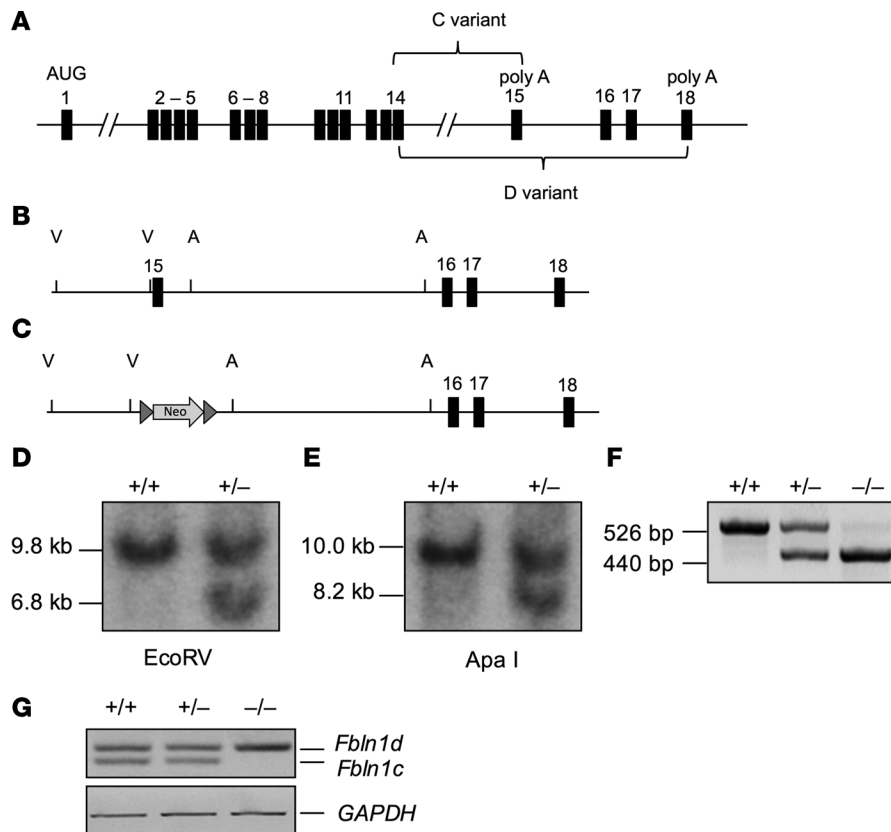 A
C variant
AUG
poly A
poly A
1
2 – 5
6 – 8
11
14
15
16
17
18
D variant
B
V
V
A
A
15
16
17
18
C
V
V
A
A
16
17
18
Neo
D
+/+
+/–
9.8 kb
6.8 kb
EcoRV
E
+/+
+/–
10.0 kb
8.2 kb
Apa I
F
+/+
+/–
–/–
526 bp
440 bp
G
+/+
+/–
–/–
Fbln1d
Fbln1c
GAPDH